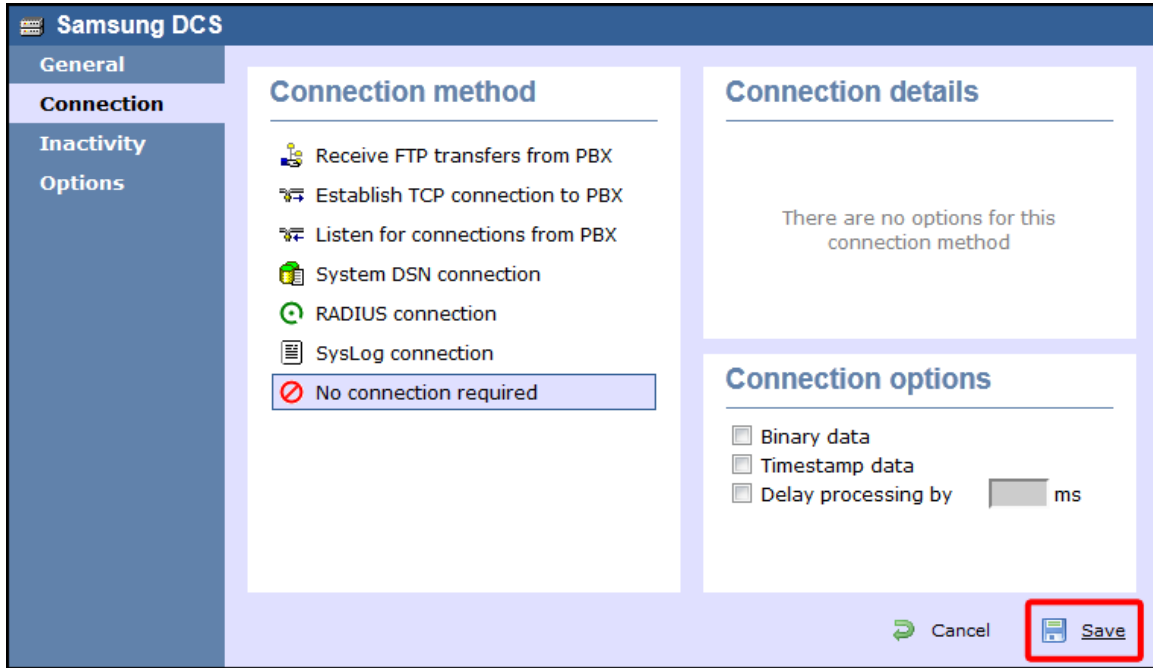 Samsung DCS
General
Connection
Inactivity
Options
Connection method
Receive FTP transfers from PBX
Establish TCP connection to PBX
Listen for connections from PBX
System DSN connection
RADIUS connection
SysLog connection
No connection required
Connection details
There are no options for this
connection method
Connection options
Binary data
Timestamp data
Delay processing by ms
Cancel
Save